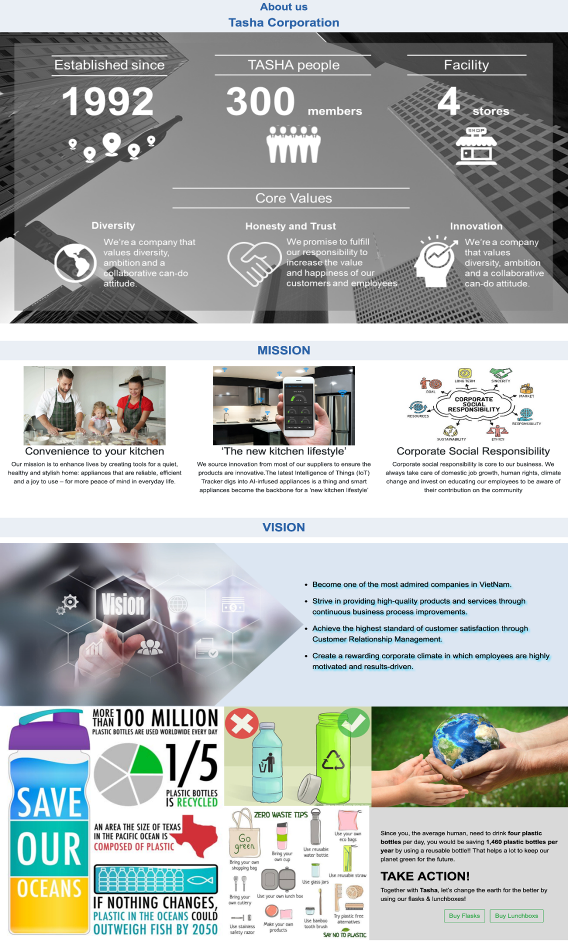 About us
Tasha Corporation
Established since
1992
TASHA people
300 members
Facility
4 stores
SHOP
Core Values
Diversity
We're a company that
values diversity,
ambition and a
collaborative can-do
attitude.
Honesty and Trust
We promise to fulfill
our responsibility to
increase the value
and happiness of our
customers and employees
Innovation
We're a company
that values
diversity, ambition
and a collaborative
can-do attitude.
MISSION
Convenience to your kitchen
Our mission is to enhance lives by creating tools for a quiet,
healthy and stylish home: appliances that are reliable, efficient
and a joy to use – for more peace of mind in everyday life.
'The new kitchen lifestyle'
We source innovation from most of our suppliers to ensure the
products are innovative.The latest Intelligence of Things (IoT)
Tracker digs into AI-infused appliances is a thing and smart
appliances become the backbone for a 'new kitchen lifestyle'
LONG-TERM
SINCERITY
GOAL
MARKET
CORPORATE
SOCIAL
RESPONSIBILITY
RESOURCES
RESPONSIBILITY
SUSTAINABILITY
ETHICS
Corporate Social Responsibility
Corporate social responsibility is core to our business. We
always take care of domestic job growth, human rights, climate
change and invest on educating our employees to be aware of
their contribution on the community
VISION
Vision
Become one of the most admired companies in VietNam.
Strive in providing high-quality products and services through
continuous business process improvements.
Achieve the highest standard of customer satisfaction through
Customer Relationship Management.
Create a rewarding corporate climate in which employees are highly
motivated and results-driven.
SAVE
OUR
OCEANS
MORE
THAN 100 MILLION
PLASTIC BOTTLES ARE USED WORLDWIDE EVERY DAY
1/5
PLASTIC BOTTLES
IS RECYCLED
AN AREA THE SIZE OF TEXAS
IN THE PACIFIC OCEAN IS
COMPOSED OF PLASTIC
IF NOTHING CHANGES,
PLASTIC IN THE OCEANS COULD
OUTWEIGH FISH BY 2050
ZERO WASTE TIPS
Go
green
Bring your own
shopping bag
Bring your
own cup
Use reusable
water bottle
Use your own
eco bags
Bring your
own cutlery
Use your own lunch box
Use glass jars
Use reusable straw
Use stainless
safety razor
Make your own
products
Use bamboo
tooth brush
Try plastic free
alternatives
SAY NO TO PLASTIC
Since you, the average human, need to drink four plastic
bottles per day, you would be saving 1,460 plastic bottles per
year by using a reusable bottle!! That helps a lot to keep our
planet green for the future.
TAKE ACTION!
Together with Tasha, let's change the earth for the better by
using our flasks & lunchboxes!
Buy Flasks
Buy Lunchboxes